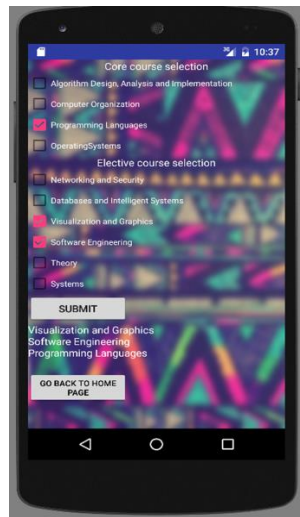 3G 10:37
Core course selection
Algorithm Design, Analysis and Implementation
Computer Organization
Programming Languages
OperatingSystems
Elective course selection
Networking and Security
Databases and Intelligent Systems
Visualization and Graphics
Software Engineering
Theory
Systems
SUBMIT
Visualization and Graphics
Software Engineering
Programming Languages
GO BACK TO HOME
PAGE